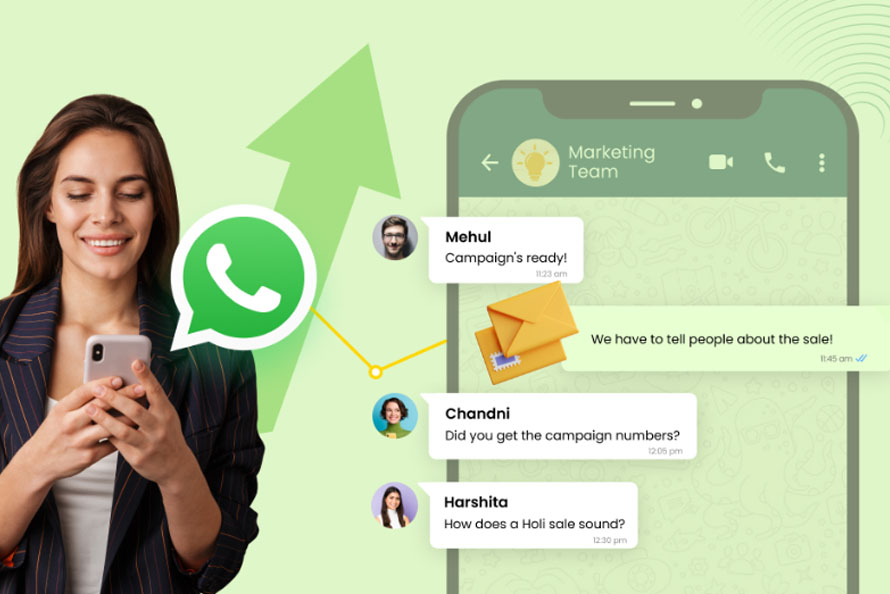 Marketing
Team
Mehul
Campaign's ready!
11:23 am
We have to tell people about the sale!
11:45 am
Chandni
Did you get the campaign numbers?
12:05 pm
Harshita
How does a Holi sale sound?
12:30 pm